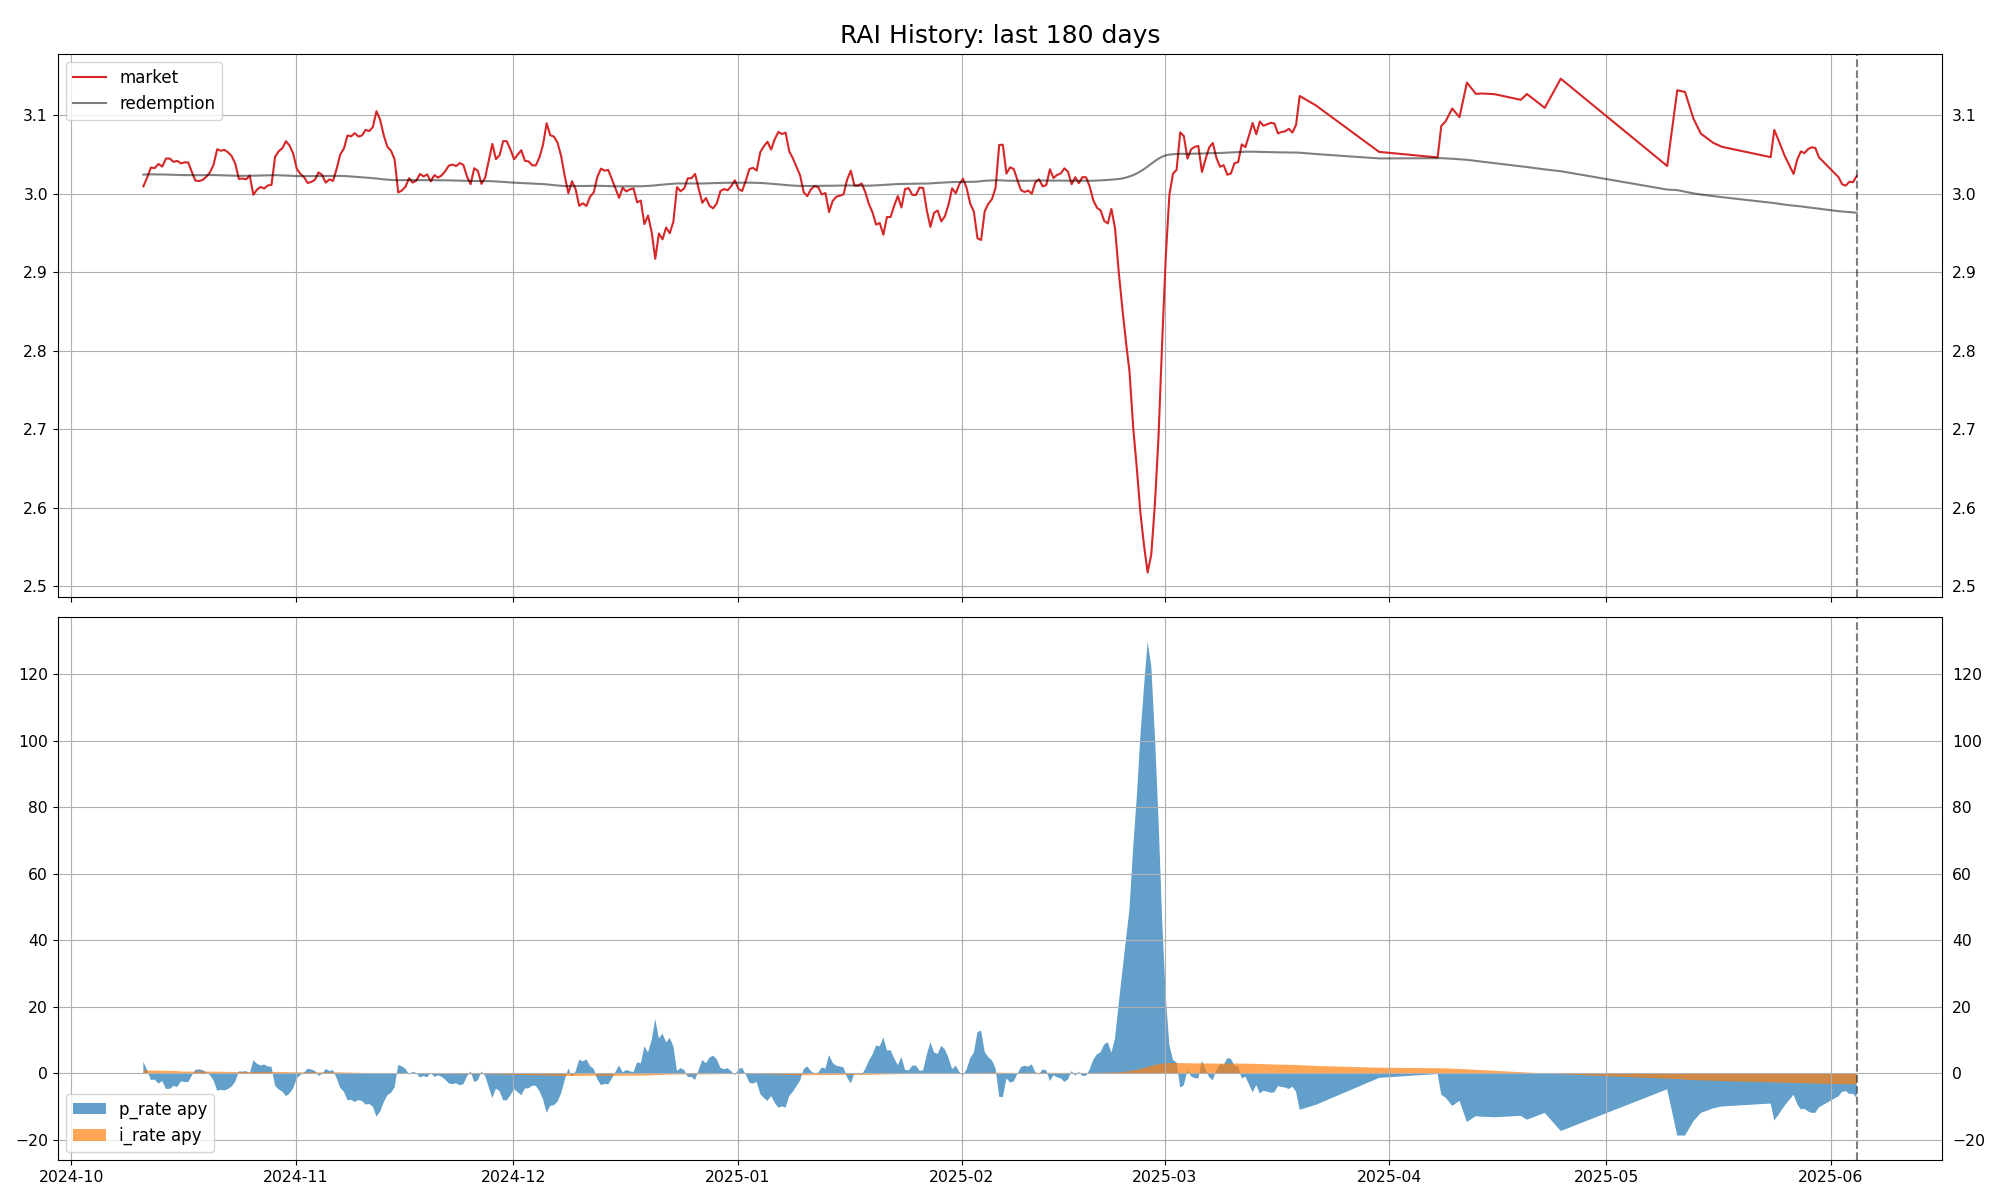 RAI History: last 180 days
market
redemption
3.1 3.1
3.0 3.0
2.9 2.9
2.8 2.8
2.7 2.7
2.6 2.6
2.5 2.5
120 120
100 100
80 80
60 60
40 40
20 20
0 0
−20 −20
p_rate apy
i_rate apy
2024-10 2024-11 2024-12 2025-01 2025-02 2025-03 2025-04 2025-05 2025-06